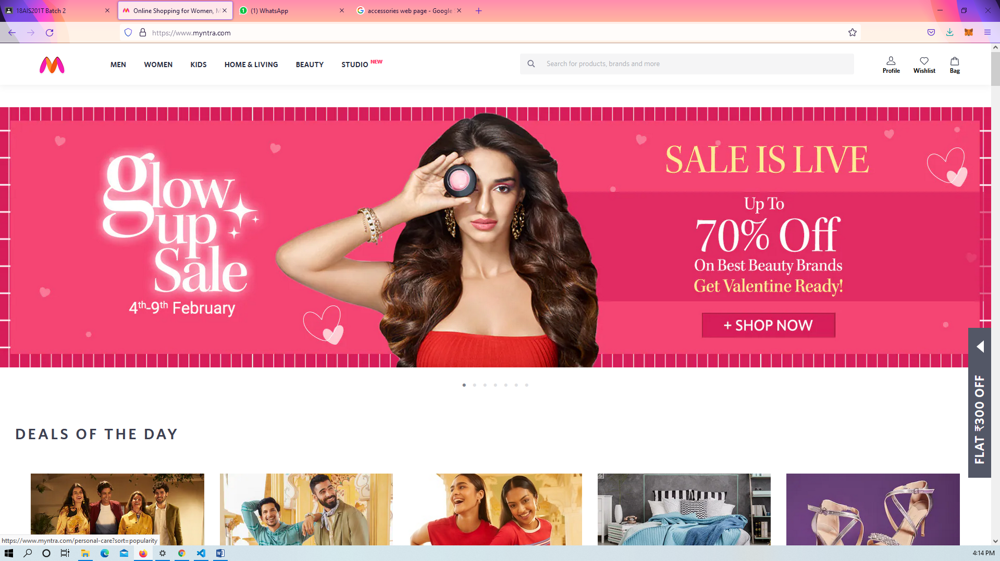 18AIS201T Batch 2
Online Shopping for Women, M
(1) WhatsApp
accessories web page - Google
https://www.myntra.com
MEN
WOMEN
KIDS
HOME & LIVING
BEAUTY
STUDIO NEW
Search for products, brands and more
Profile
Wishlist
Bag
glow
up
Sale
4th-9th February
SALE IS LIVE
Up To
70% Off
On Best Beauty Brands
Get Valentine Ready!
+ SHOP NOW
FLAT ₹300 OFF
DEALS OF THE DAY
https://www.myntra.com/personal-care?sort=popularity
4:14 PM